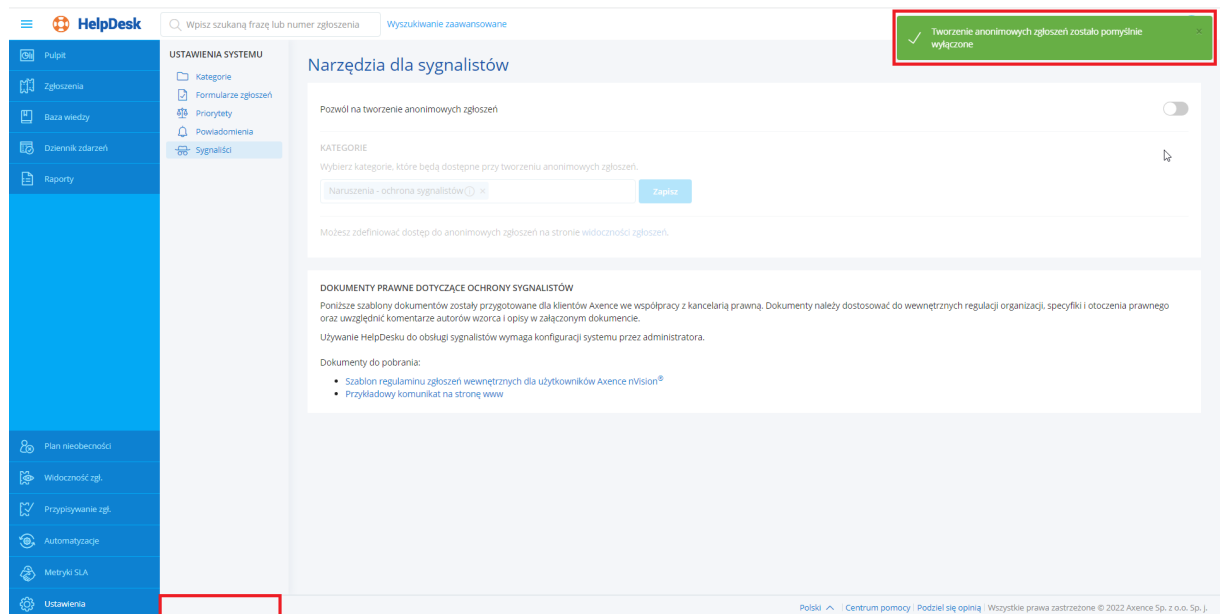 HelpDesk
Wpisz szukaną frazę lub numer zgłoszenia
Wyszukiwanie zaawansowane
Tworzenie anonimowych zgłoszeń zostało pomyślnie
wyłączone
Pulpit
Zgłoszenia
Baza wiedzy
Dziennik zdarzeń
Raporty
Plan nieobecności
Widoczność zgł.
Przypisywanie zgł.
Automatyzacje
Metryki SLA
Ustawienia
USTAWIENIA SYSTEMU
Kategorie
Formularze zgłoszeń
Priorytety
Powiadomienia
Sygnaliści
Narzędzia dla sygnalistów
Pozwól na tworzenie anonimowych zgłoszeń
KATEGORIE
Wybierz kategorie, które będą dostępne przy tworzeniu anonimowych zgłoszeń.
Naruszenia - ochrona sygnalistów
Zapisz
Możesz zdefiniować dostęp do anonimowych zgłoszeń na stronie widoczności zgłoszeń.
DOKUMENTY PRAWNE DOTYCZĄCE OCHRONY SYGNALISTÓW
Poniższe szablony dokumentów zostały przygotowane dla klientów Axence we współpracy z kancelarią prawną. Dokumenty należy dostosować do wewnętrznych regulacji organizacji, specyfiki i otoczenia prawnego
oraz uwzględnić komentarze autorów wzorca i opisy w załączonym dokumencie.
Używanie HelpDesku do obsługi sygnalistów wymaga konfiguracji systemu przez administratora.
Dokumenty do pobrania:
Szablon regulaminu zgłoszeń wewnętrznych dla użytkowników Axence nVision®
Przykładowy komunikat na stronę www
Polski
Centrum pomocy
Podziel się opinią
Wszystkie prawa zastrzeżone © 2022 Axence Sp. z o.o. Sp. j.